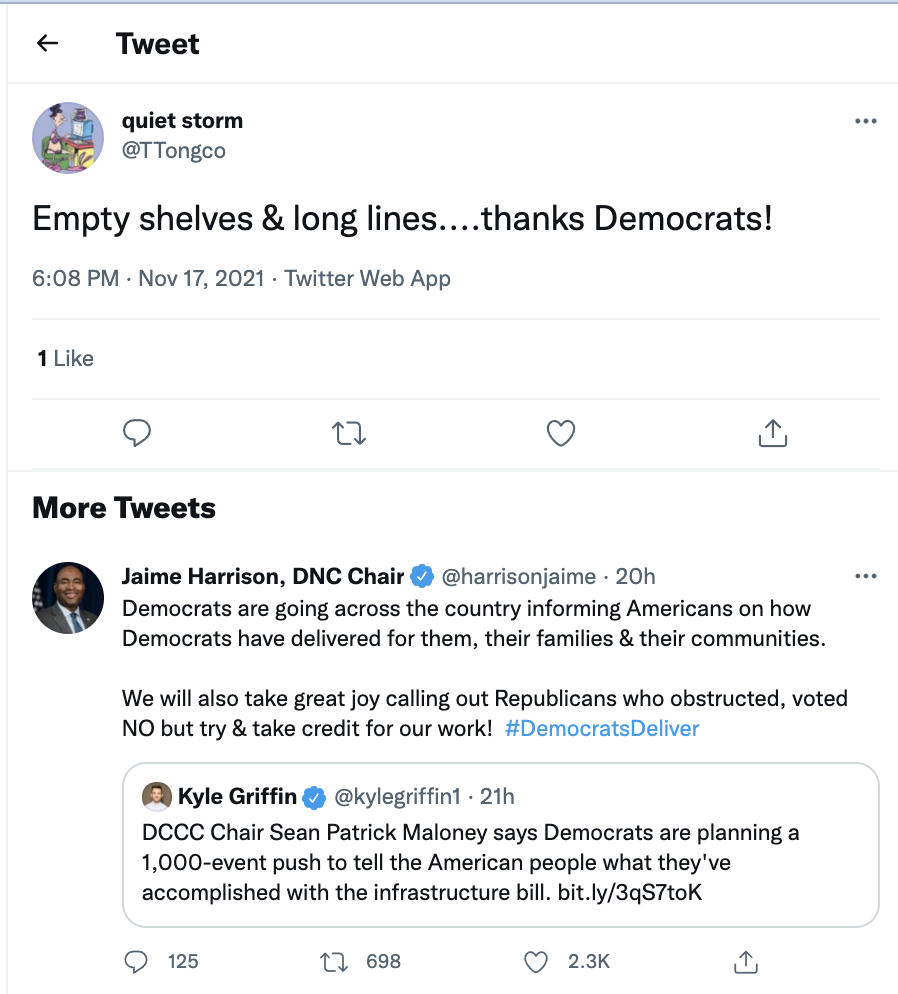 Tweet
quiet storm
@TTongco
Empty shelves & long lines....thanks Democrats!
6:08 PM · Nov 17, 2021 · Twitter Web App
1 Like
More Tweets
Jaime Harrison, DNC Chair @harrisonjaime · 20h
Democrats are going across the country informing Americans on how
Democrats have delivered for them, their families & their communities.
We will also take great joy calling out Republicans who obstructed, voted
NO but try & take credit for our work! #DemocratsDeliver
Kyle Griffin @kylegriffin1 · 21h
DCCC Chair Sean Patrick Maloney says Democrats are planning a
1,000-event push to tell the American people what they've
accomplished with the infrastructure bill. bit.ly/3qS7toK
125 698 2.3K